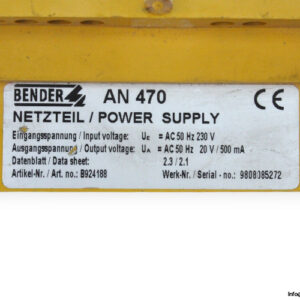 BENDER AN 470 CE
NETZTEIL / POWER SUPPLY
Eingangsspannung / Input voltage: UE = AC 50 Hz 230 V
Ausgangsspannung / Output voltage: UA = AC 50 Hz 20 V / 500 mA
Datenblatt / Data sheet: 2.3 / 2.1
Artikel-Nr. / Art. no.: B924188 Werk-Nr. / Serial - no.: 9808085272